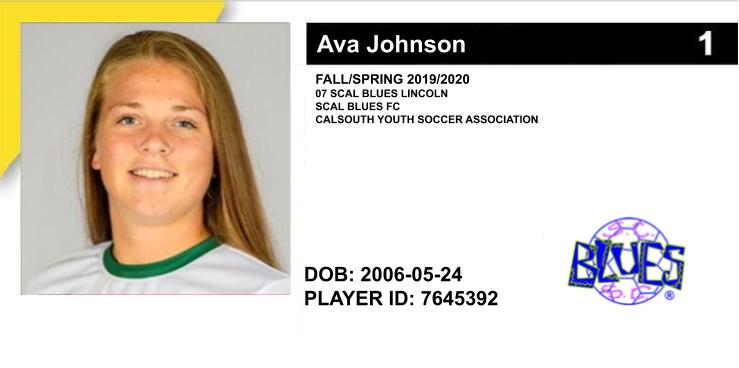 Ava Johnson 1
FALL/SPRING 2019/2020
07 SCAL BLUES LINCOLN
SCAL BLUES FC
CALSOUTH YOUTH SOCCER ASSOCIATION
DOB: 2006-05-24
PLAYER ID: 7645392
BLUES
®